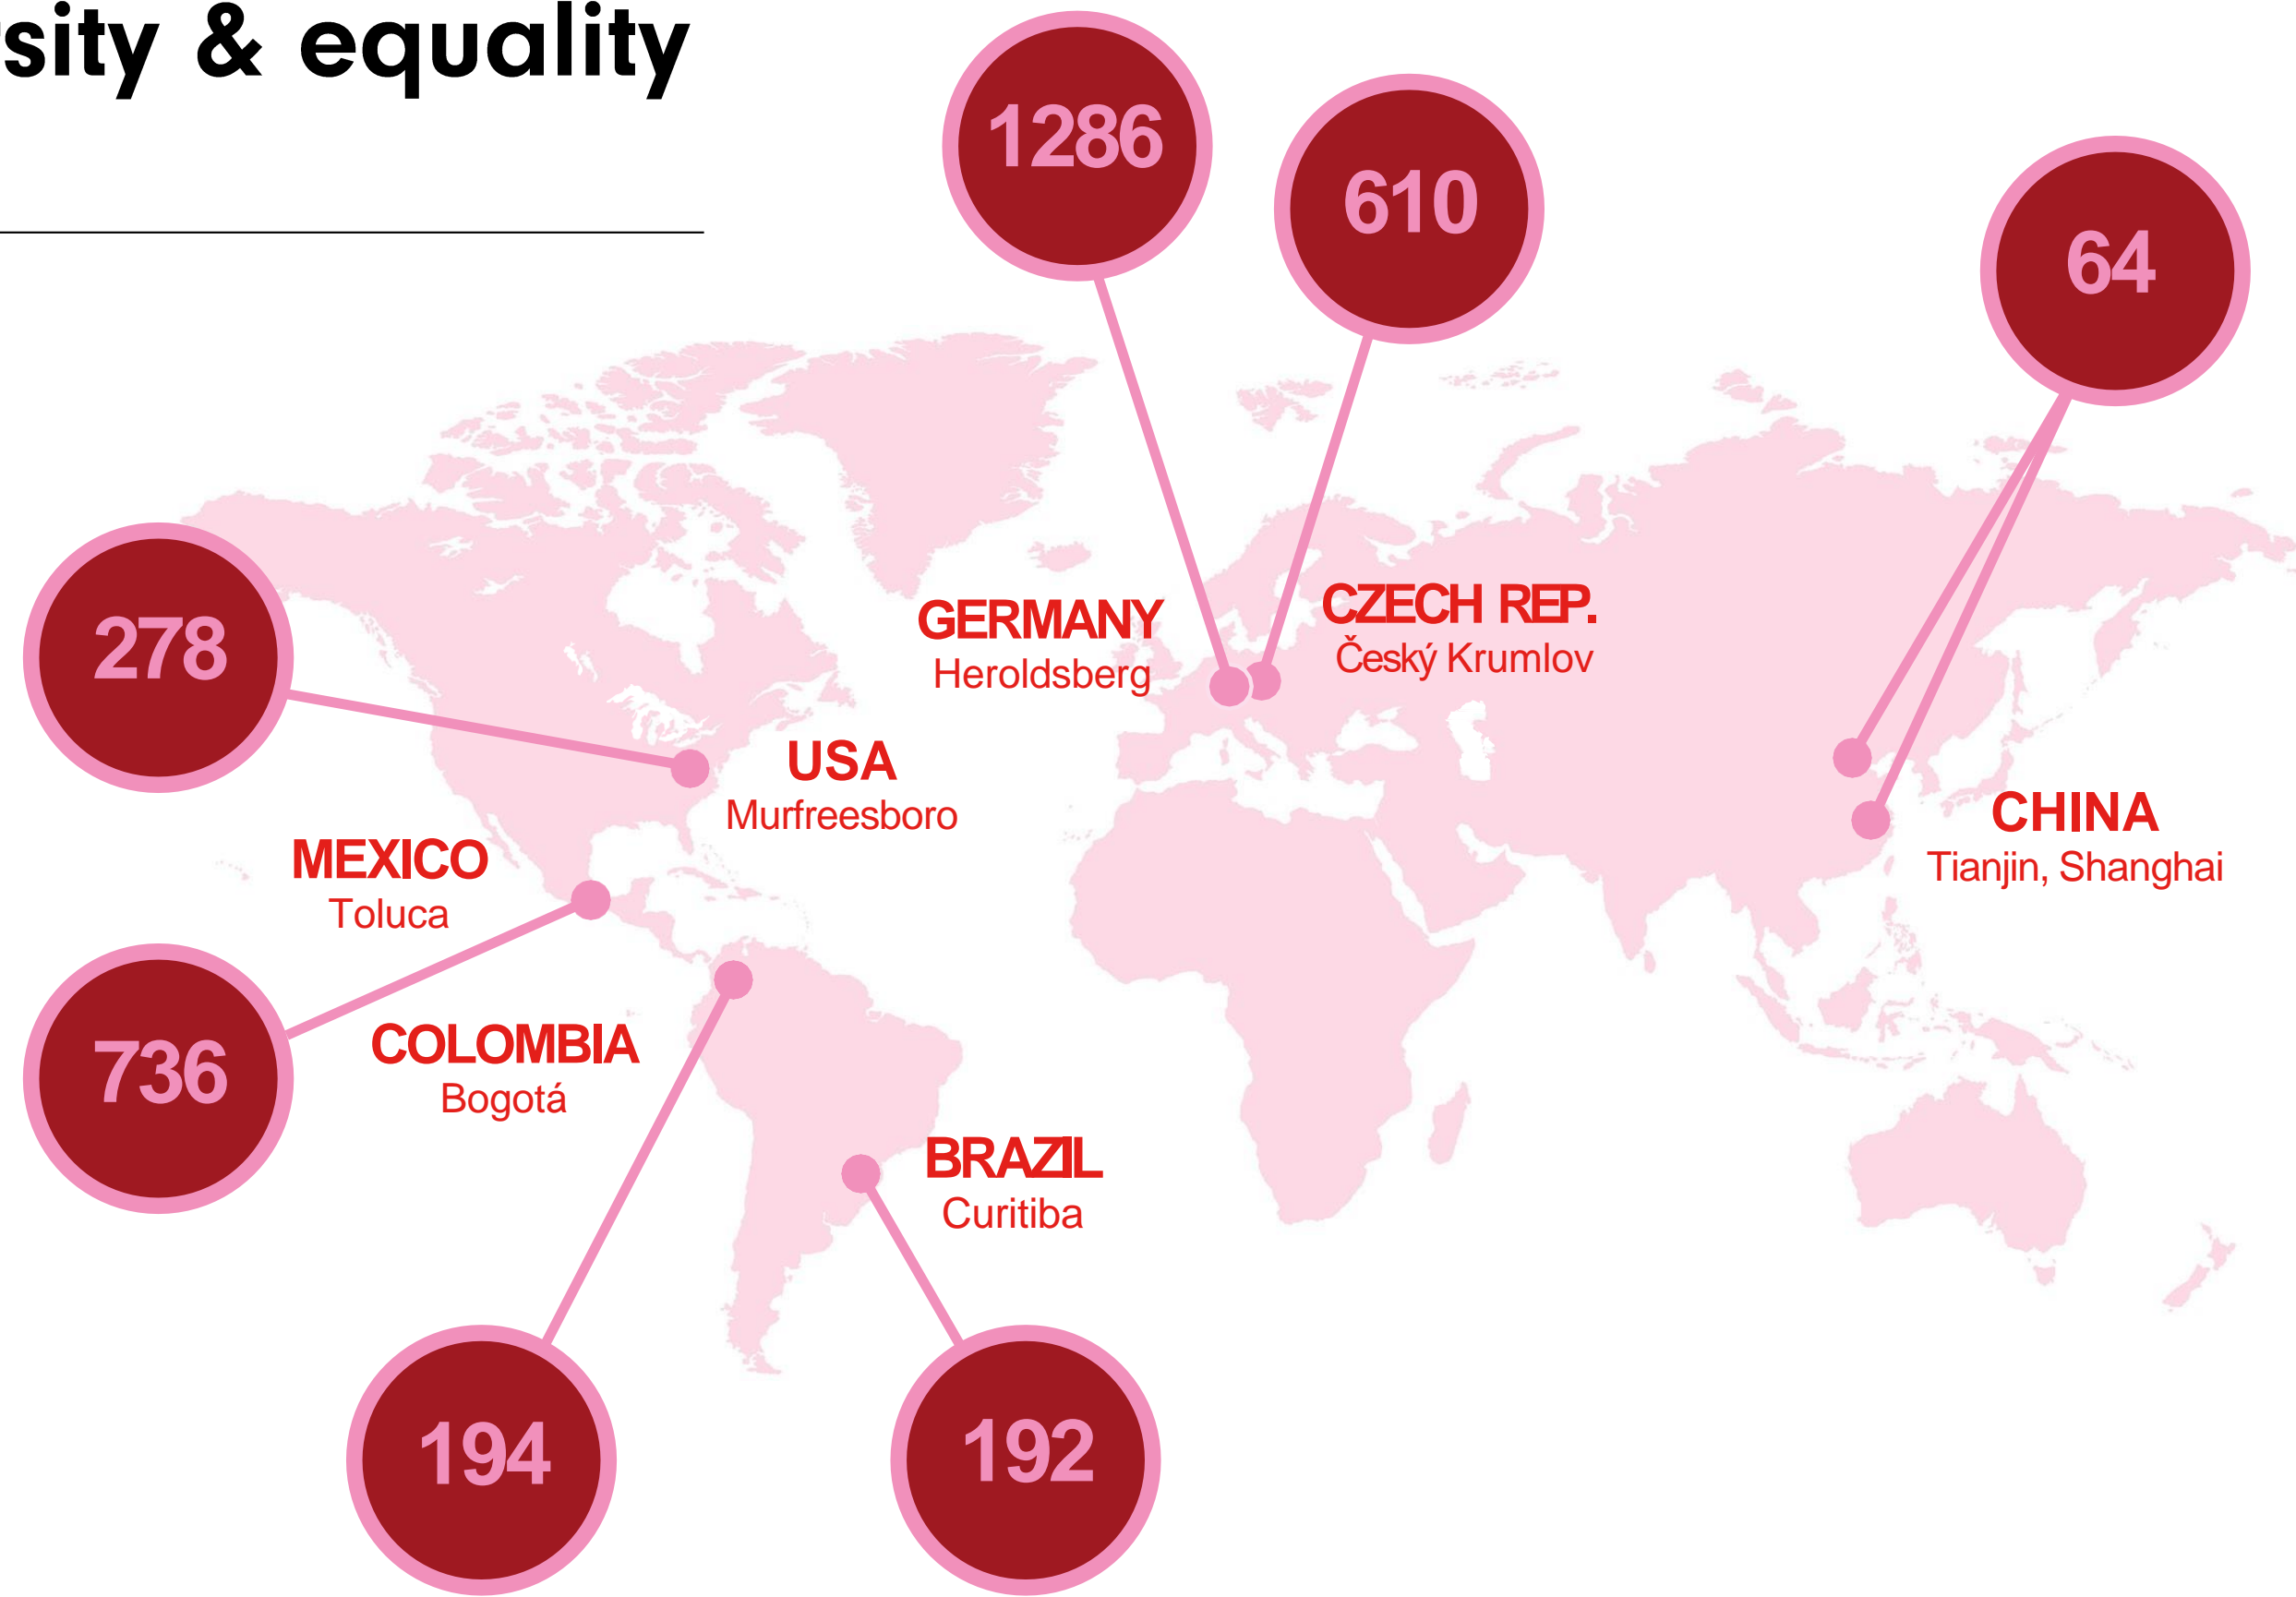 sity & equality
1286
610
64
278
GERMANY
Heroldsberg
CZECH REP.
Český Krumlov
USA
Murfreesboro
CHINA
Tianjin, Shanghai
MEXICO
Toluca
736
COLOMBIA
Bogotá
BRAZIL
Curitiba
194
192